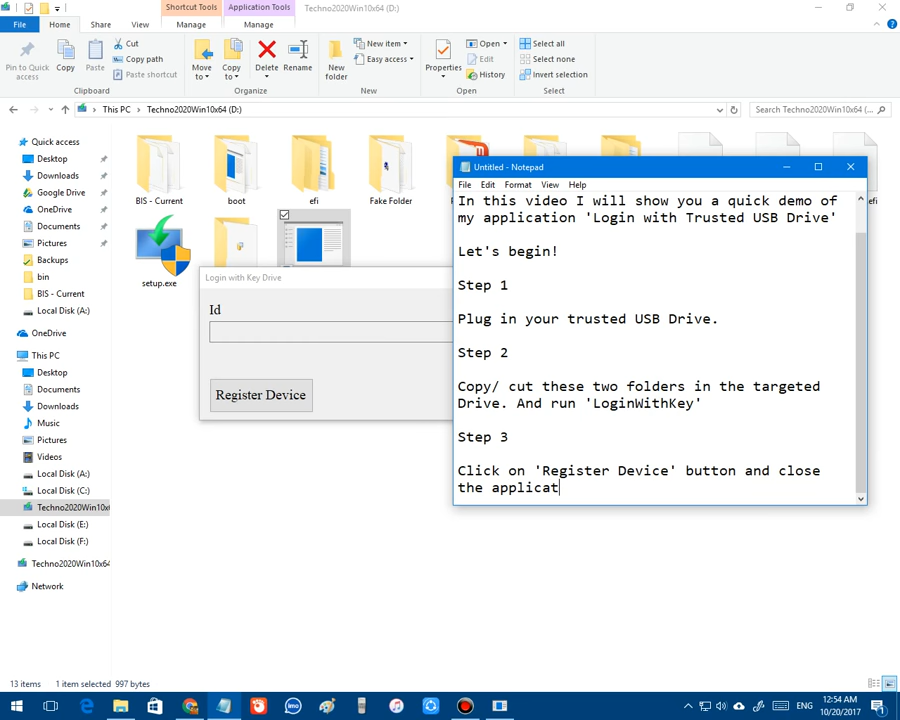 Shortcut Tools
Application Tools
Techno2020Win10x64 (D:)
File
Home
Share
View
Manage
Manage
Pin to Quick access
Copy
Paste
Cut
Copy path
Paste shortcut
Clipboard
Move to
Copy to
Delete
Rename
Organize
New folder
New item
Easy access
New
Properties
Open
Edit
History
Open
Select all
Select none
Invert selection
Select
This PC
Techno2020Win10x64 (D:)
Search Techno2020Win10x64 (...
Quick access
Desktop
Downloads
Google Drive
OneDrive
Documents
Pictures
Backups
bin
BIS - Current
Local Disk (A:)
OneDrive
This PC
Desktop
Documents
Downloads
Music
Pictures
Videos
Local Disk (A:)
Local Disk (C:)
Techno2020Win10x6
Local Disk (E:)
Local Disk (F:)
Techno2020Win10x64
Network
BIS - Current
boot
efi
Fake Folder
efi
setup.exe
Login with Key Drive
Id
Register Device
Untitled - Notepad
File Edit Format View Help
In this video I will show you a quick demo of
my application 'Login with Trusted USB Drive'
Let's begin!
Step 1
Plug in your trusted USB Drive.
Step 2
Copy/ cut these two folders in the targeted
Drive. And run 'LoginWithKey'
Step 3
Click on 'Register Device' button and close
the applicat
13 items
1 item selected 997 bytes
imo
ENG
12:54 AM
10/20/2017
1